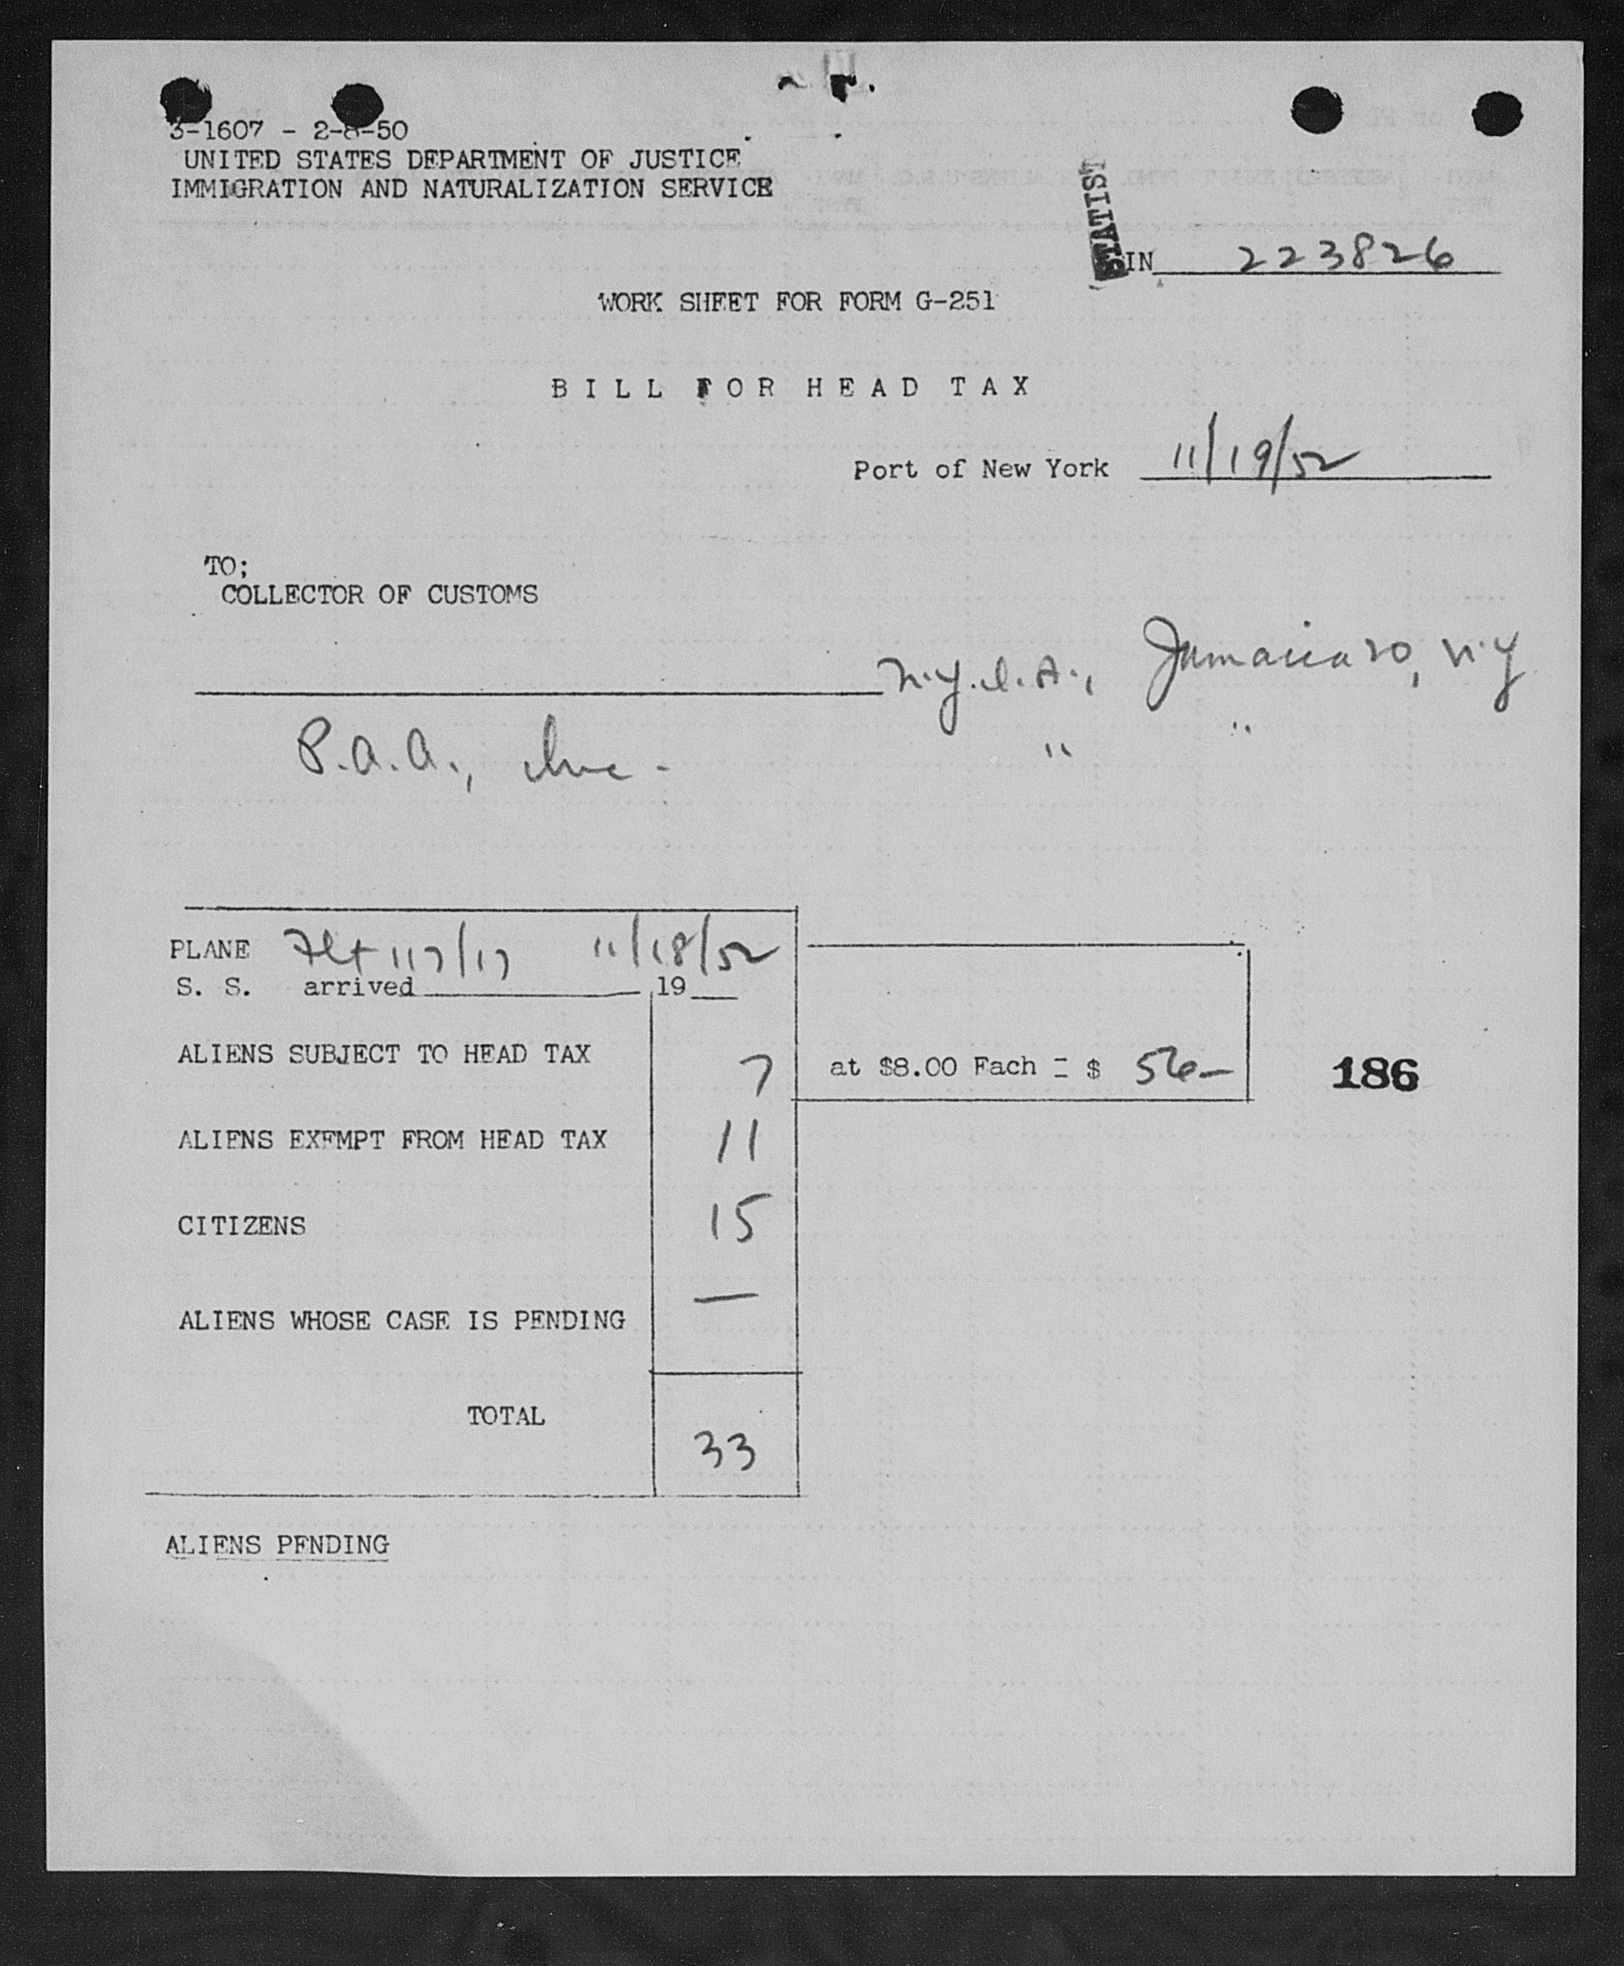 3-1607 - 2-8-50
UNITED STATES DEPARTMENT OF JUSTICE
IMMIGRATION AND NATURALIZATION SERVICE
STATIST
IN 223826
WORK SHEET FOR FORM G-251
BILL FOR HEAD TAX
Port of New York 11/19/52
TO;
COLLECTOR OF CUSTOMS
N.Y.I.A., Jamaica 20, N.Y
P.A.A., Inc. " "
PLANE Flt 117/17 11/18/52
S. S. arrived 19
ALIENS SUBJECT TO HEAD TAX 7 at $8.00 Each = $ 56- 186
ALIENS EXEMPT FROM HEAD TAX 11
CITIZENS 15
ALIENS WHOSE CASE IS PENDING —
TOTAL 33
ALIENS PENDING